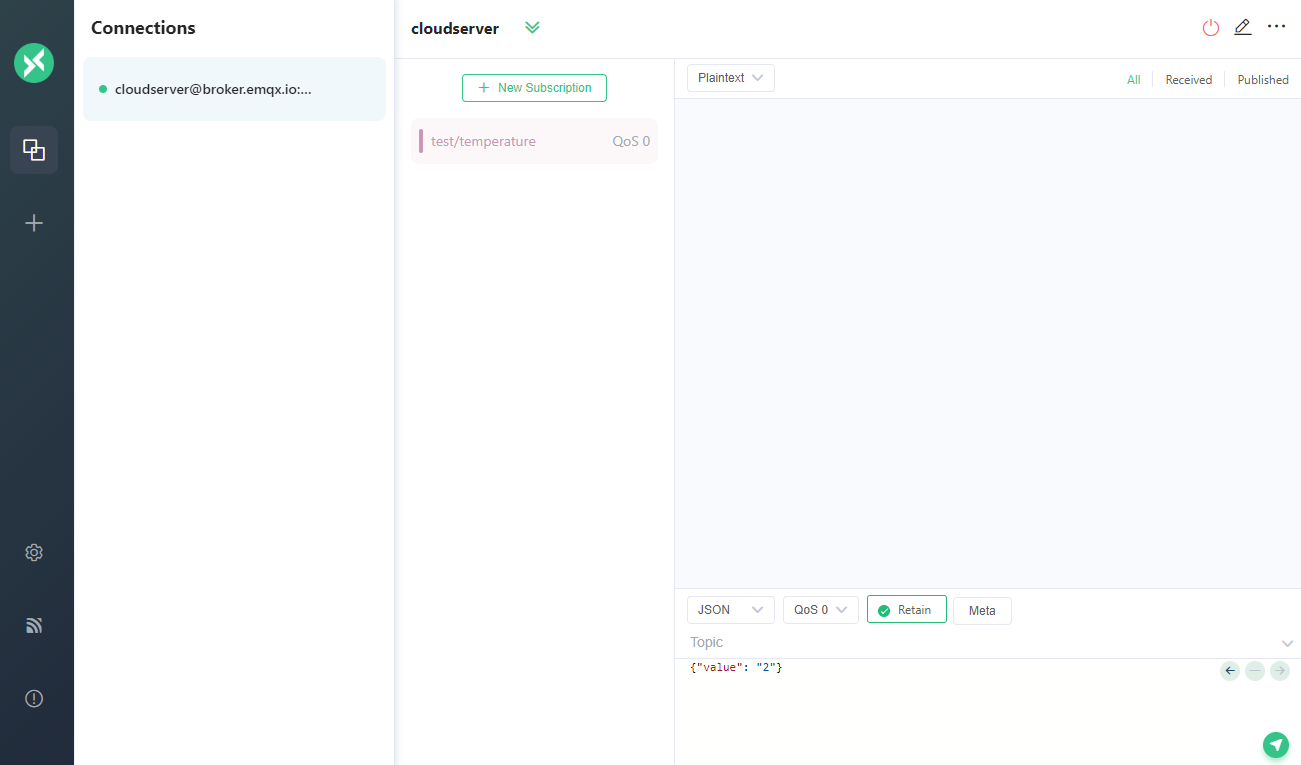 Connections
cloudserver@broker.emqx.io:...
cloudserver
New Subscription
test/temperature QoS 0
Plaintext
All Received Published
JSON QoS 0 Retain Meta
Topic
{"value": "2"}